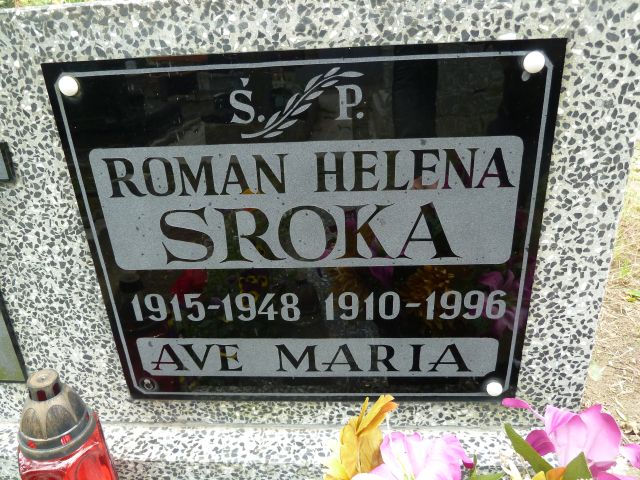 Ś. P.
ROMAN HELENA
SROKA
1915-1948 1910-1996
AVE MARIA